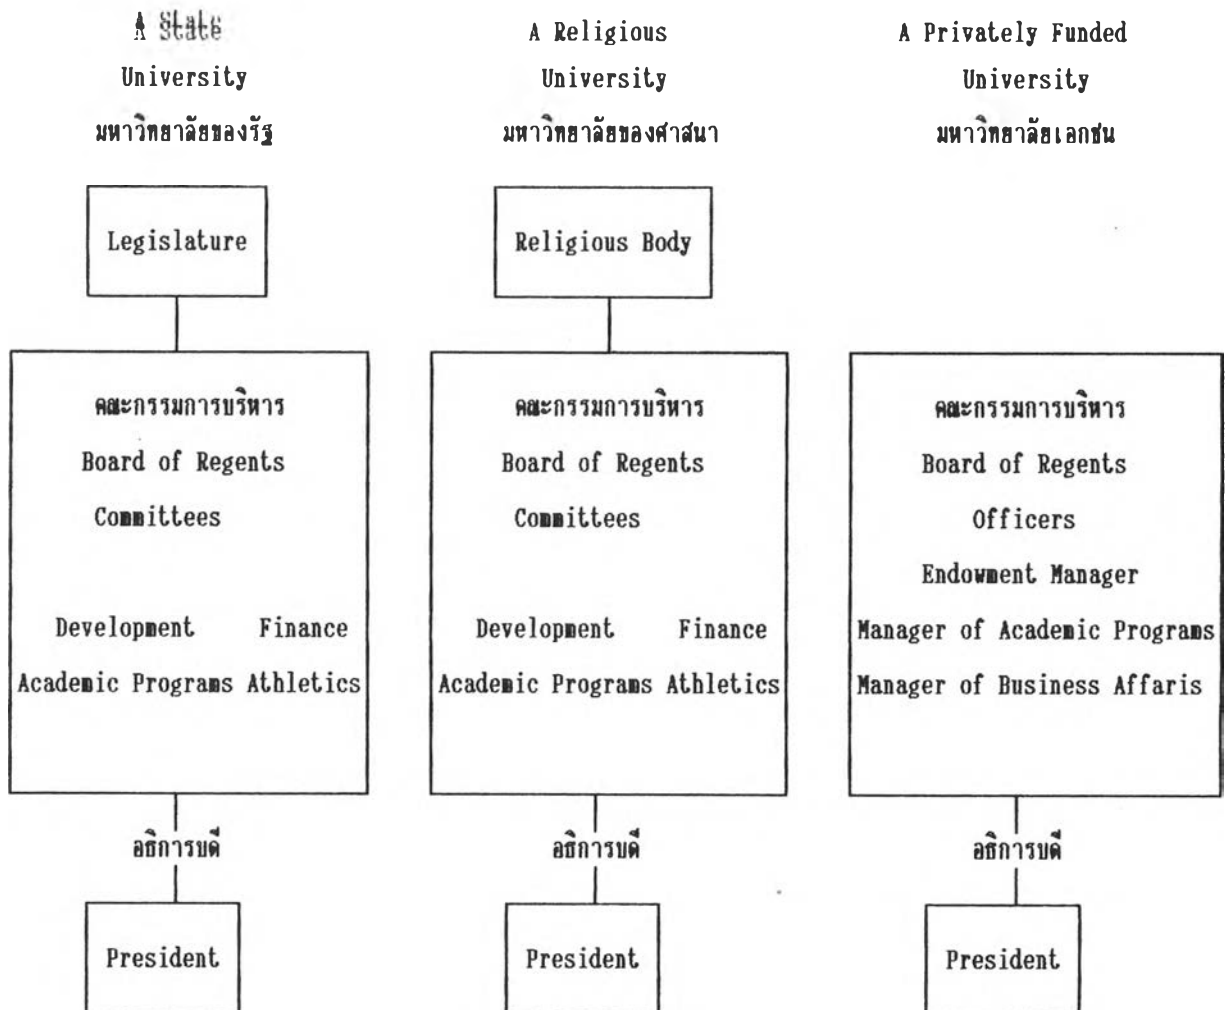 A State
University
มหาวิทยาลัยของรัฐ
A Religious
University
มหาวิทยาลัยของศาสนา
A Privately Funded
University
มหาวิทยาลัยเอกชน
Legislature
คณะกรรมการบริหาร
Board of Regents
Committees
Development Finance
Academic Programs Athletics
อธิการบดี
President
Religious Body
คณะกรรมการบริหาร
Board of Regents
Committees
Development Finance
Academic Programs Athletics
อธิการบดี
President
คณะกรรมการบริหาร
Board of Regents
Officers
Endowment Manager
Manager of Academic Programs
Manager of Business Affaris
อธิการบดี
President